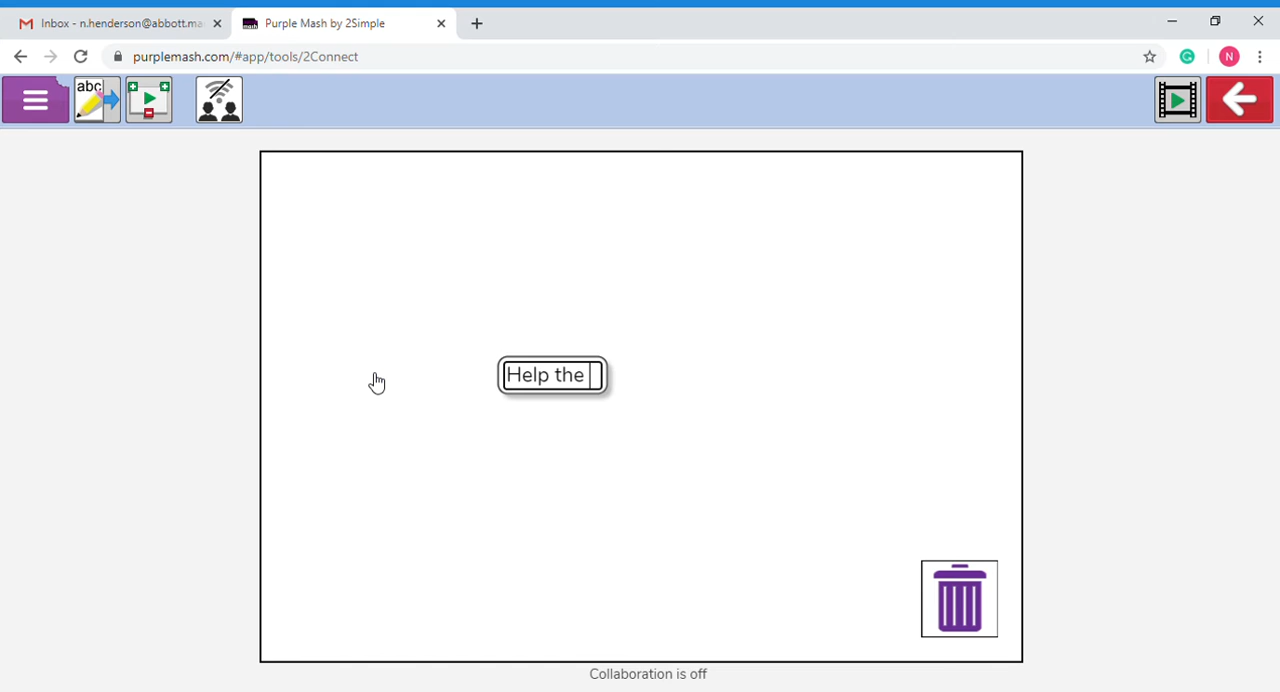 Inbox - n.henderson@abbott.ma
Purple Mash by 2Simple
purplemash.com/#app/tools/2Connect
N
abc
Help the
Collaboration is off